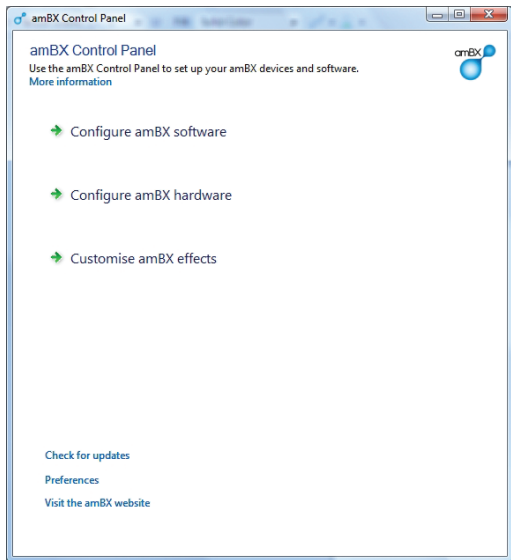 amBX Control Panel
amBX Control Panel
amBX
Use the amBX Control Panel to set up your amBX devices and software.
More information
Configure amBX software
Configure amBX hardware
Customise amBX effects
Check for updates
Preferences
Visit the amBX website